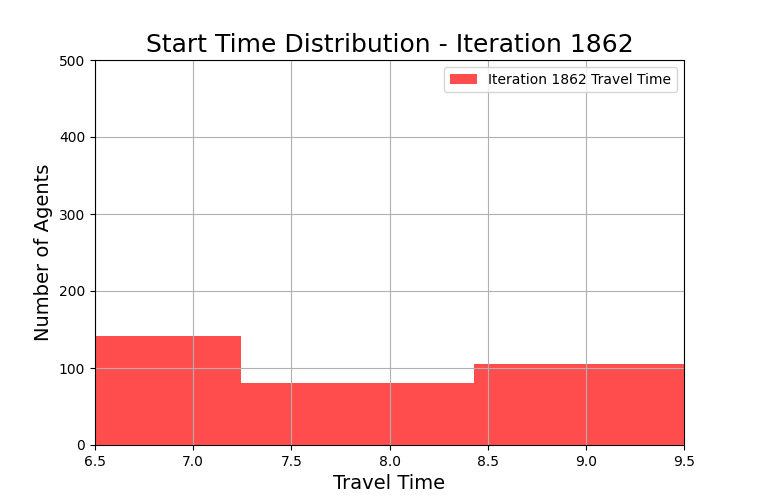 Start Time Distribution - Iteration 1862
Iteration 1862 Travel Time
Number of Agents
500
400
300
200
100
0
6.5 7.0 7.5 8.0 8.5 9.0 9.5
Travel Time